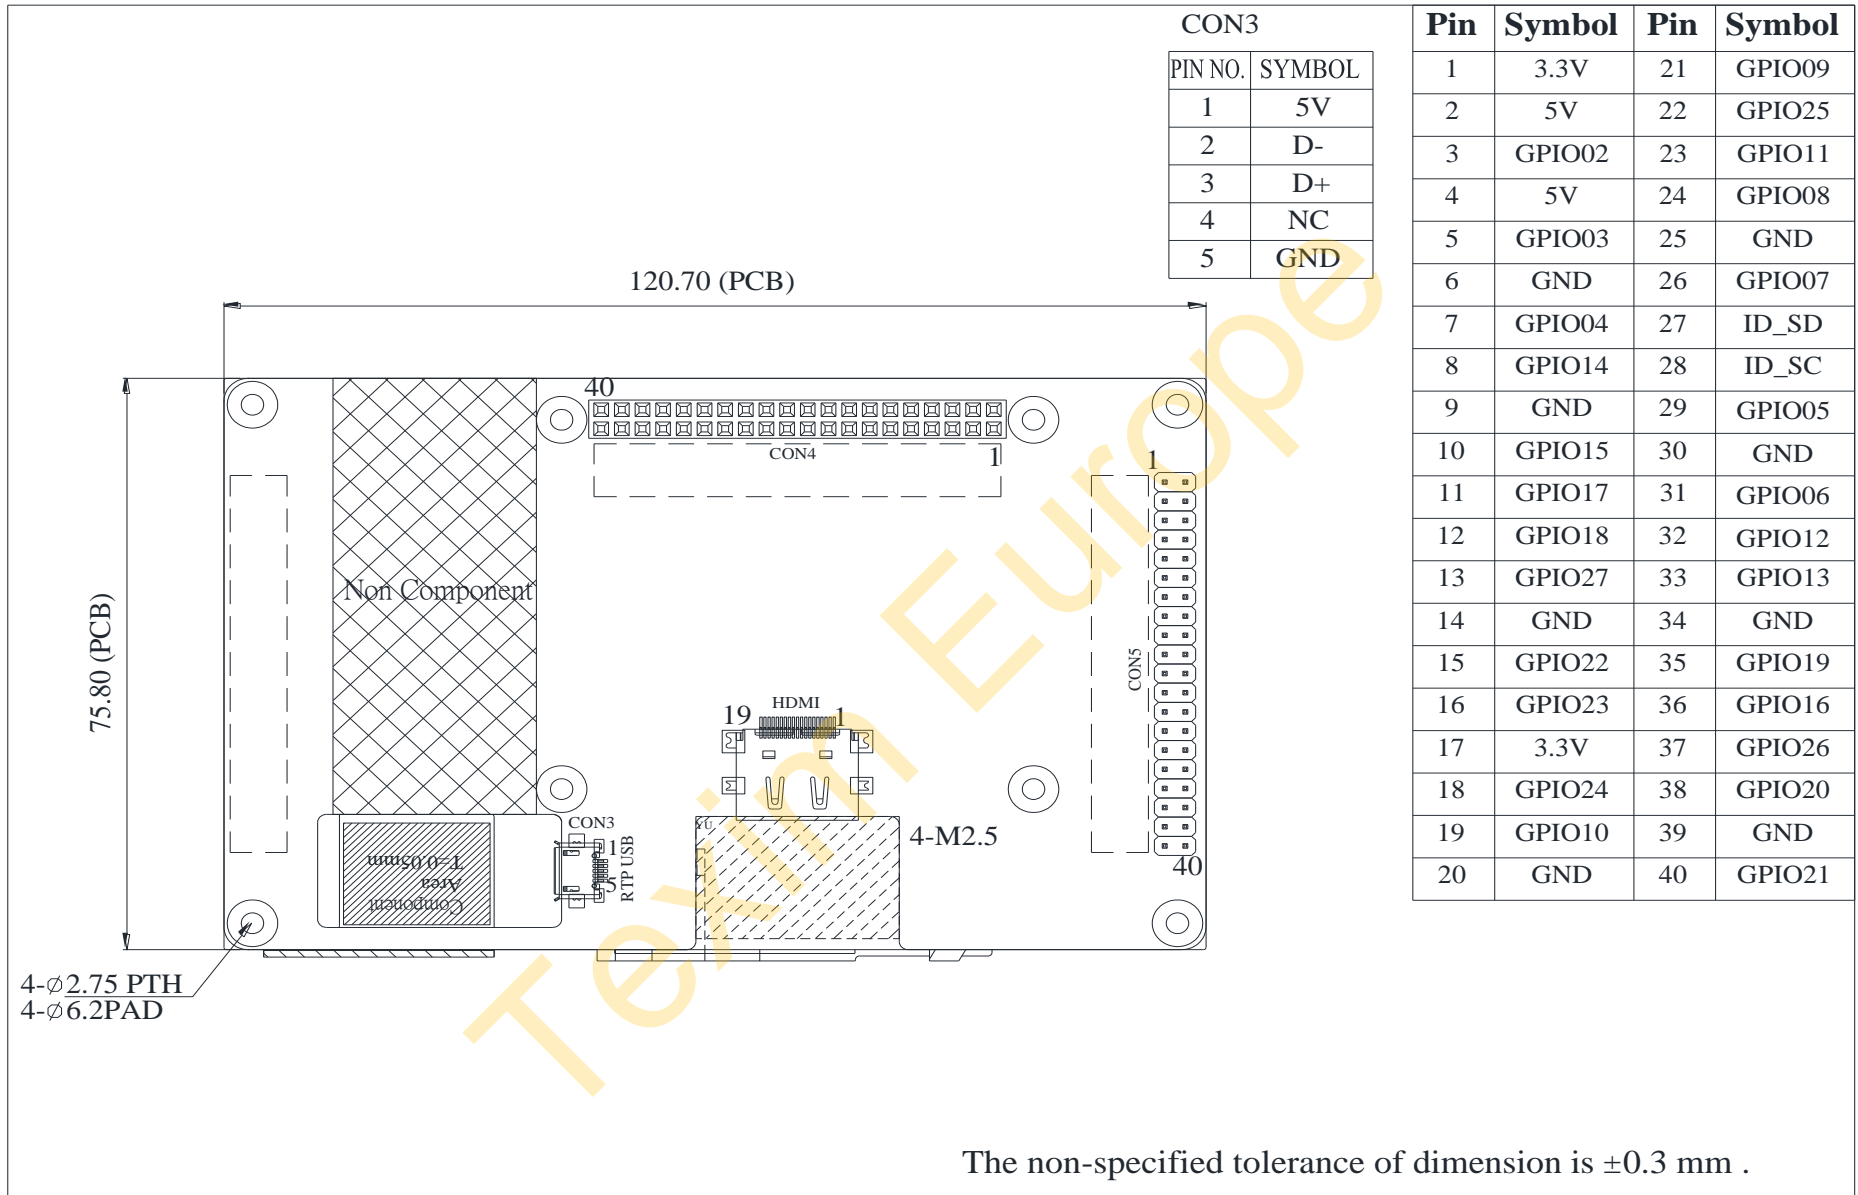 CON3
PIN NO. SYMBOL
1 5V
2 D-
3 D+
4 NC
5 GND
Pin Symbol Pin Symbol
1 3.3V 21 GPIO09
2 5V 22 GPIO25
3 GPIO02 23 GPIO11
4 5V 24 GPIO08
5 GPIO03 25 GND
6 GND 26 GPIO07
7 GPIO04 27 ID_SD
8 GPIO14 28 ID_SC
9 GND 29 GPIO05
10 GPIO15 30 GND
11 GPIO17 31 GPIO06
12 GPIO18 32 GPIO12
13 GPIO27 33 GPIO13
14 GND 34 GND
15 GPIO22 35 GPIO19
16 GPIO23 36 GPIO16
17 3.3V 37 GPIO26
18 GPIO24 38 GPIO20
19 GPIO10 39 GND
20 GND 40 GPIO21
120.70 (PCB)
75.80 (PCB)
40
CON4
1
1
CON5
40
Non Component
HDMI
19 1
CON3
1
5
RTP USB
YU
4-M2.5
Component
Area
T=0.05mm
4-⌀2.75 PTH
4-⌀6.2PAD
Texim Europe
The non-specified tolerance of dimension is ±0.3 mm .